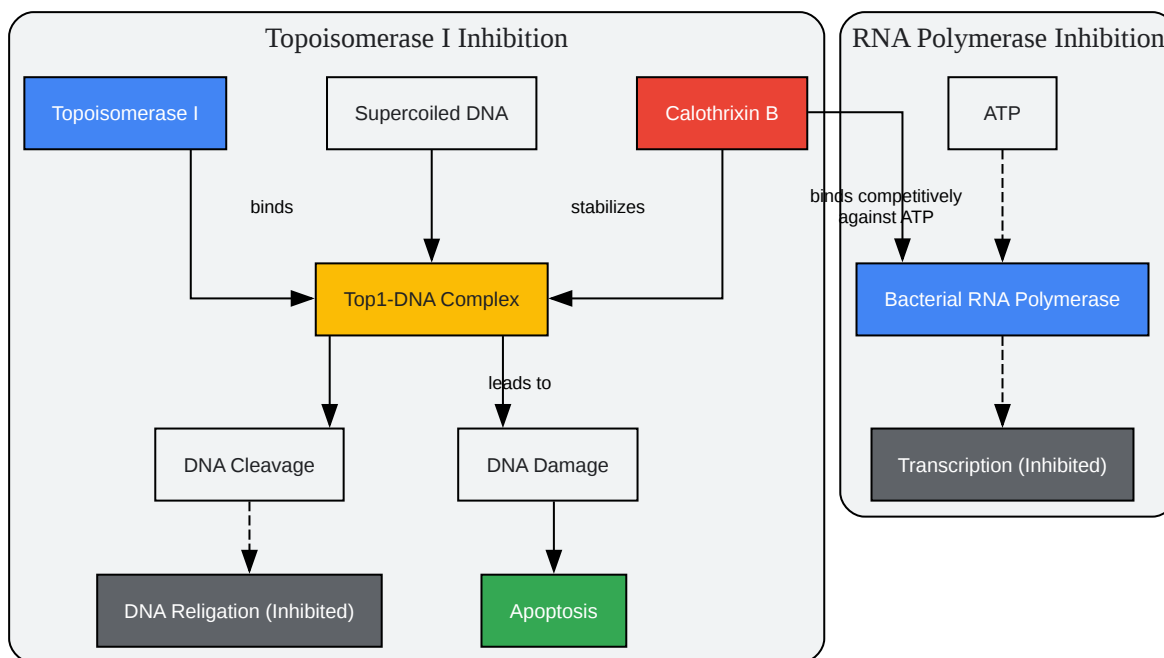 Topoisomerase I Inhibition
RNA Polymerase Inhibition
Topoisomerase I
Supercoiled DNA
Calothrixin B
ATP
binds
stabilizes
binds competitively
against ATP
Top1-DNA Complex
Bacterial RNA Polymerase
leads to
DNA Cleavage
DNA Damage
Transcription (Inhibited)
DNA Religation (Inhibited)
Apoptosis